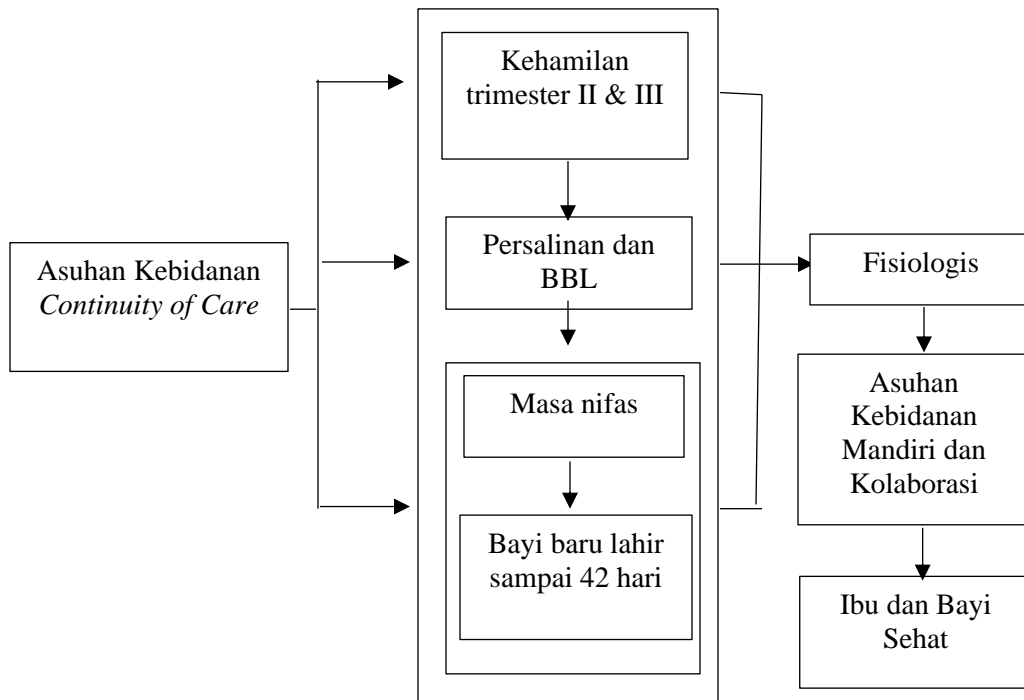 Asuhan Kebidanan
Continuity of Care
Kehamilan
trimester II & III
Persalinan dan
BBL
Masa nifas
Bayi baru lahir
sampai 42 hari
Fisiologis
Asuhan
Kebidanan
Mandiri dan
Kolaborasi
Ibu dan Bayi
Sehat